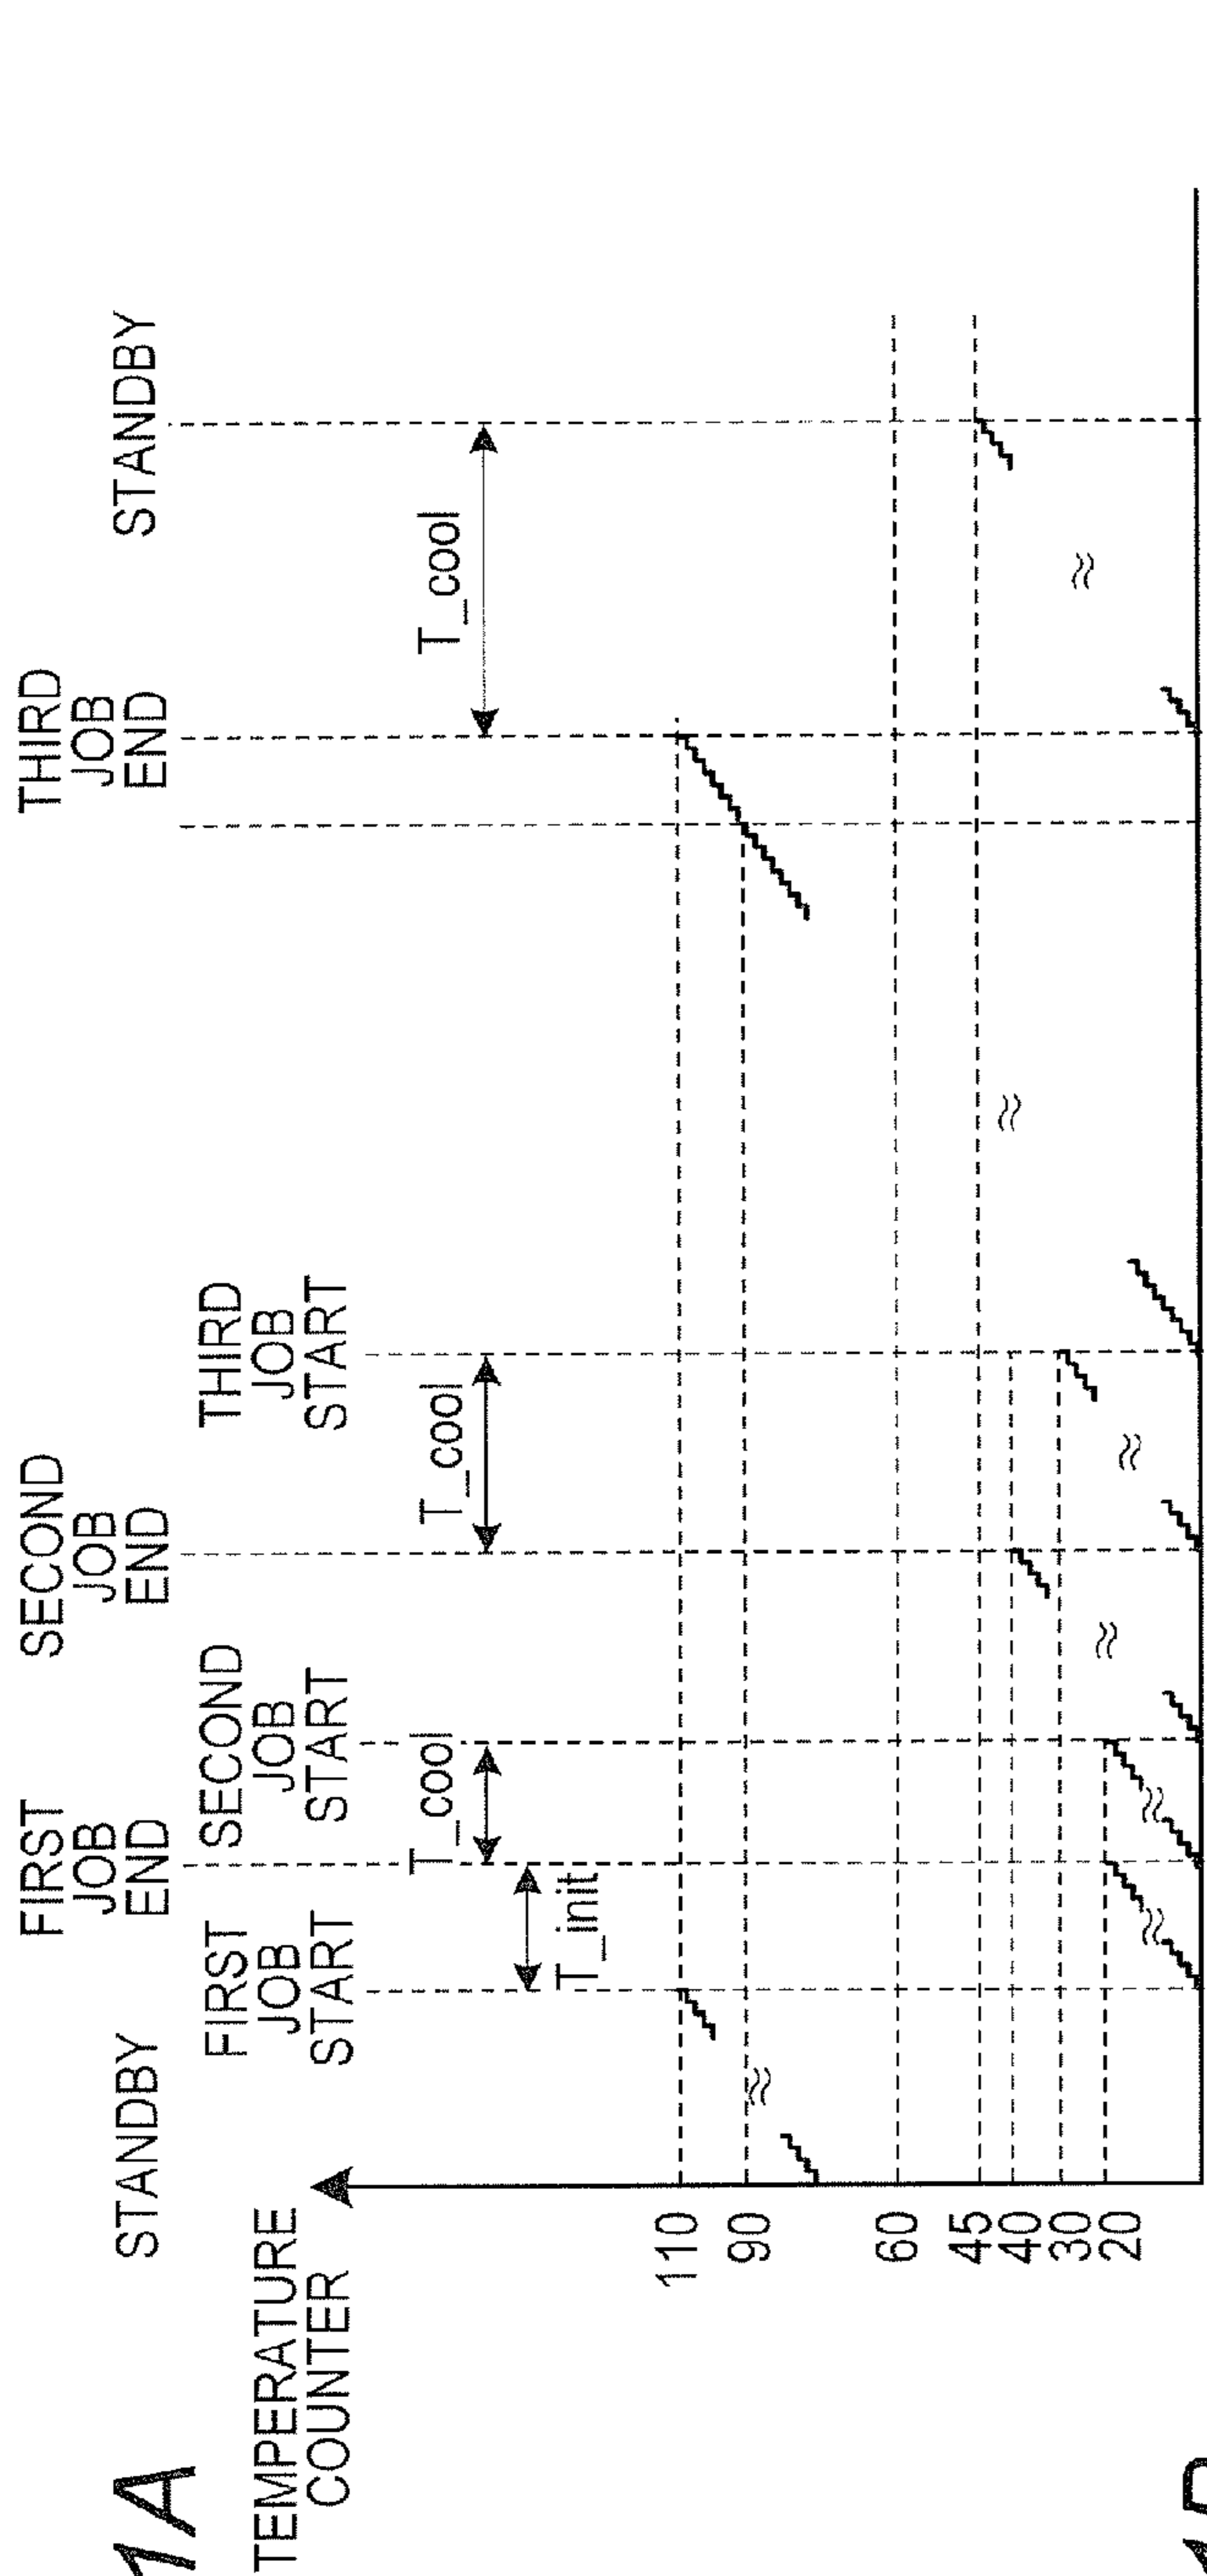 1A
STANDBY
FIRST
JOB
START
FIRST
JOB
END
SECOND
JOB
START
SECOND
JOB
END
THIRD
JOB
START
THIRD
JOB
END
STANDBY
TEMPERATURE
COUNTER
T_init
T_cool
T_cool
T_cool
110
90
60
45
40
30
20